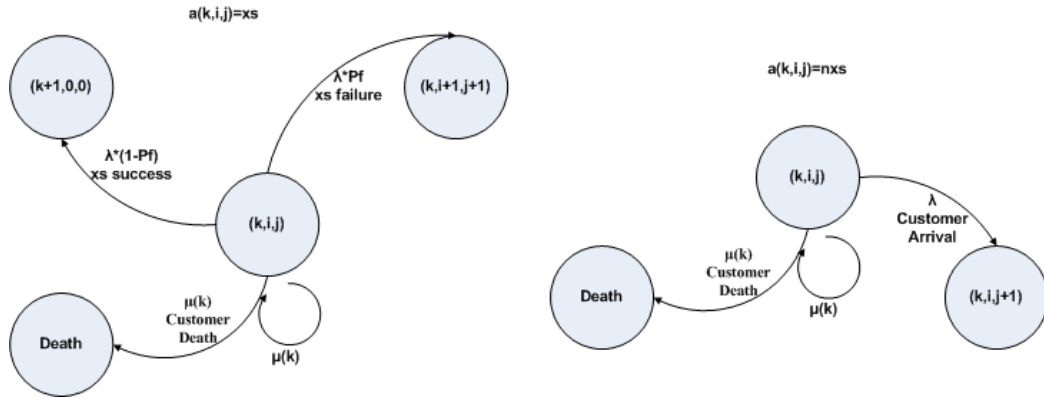 a(k,i,j)=xs
(k+1,0,0)
λ*Pf
xs failure
(k,i+1,j+1)
λ*(1-Pf)
xs success
(k,i,j)
μ(k)
Customer
Death
Death
μ(k)
a(k,i,j)=nxs
(k,i,j)
λ
Customer
Arrival
μ(k)
Customer
Death
Death
μ(k)
(k,i,j+1)